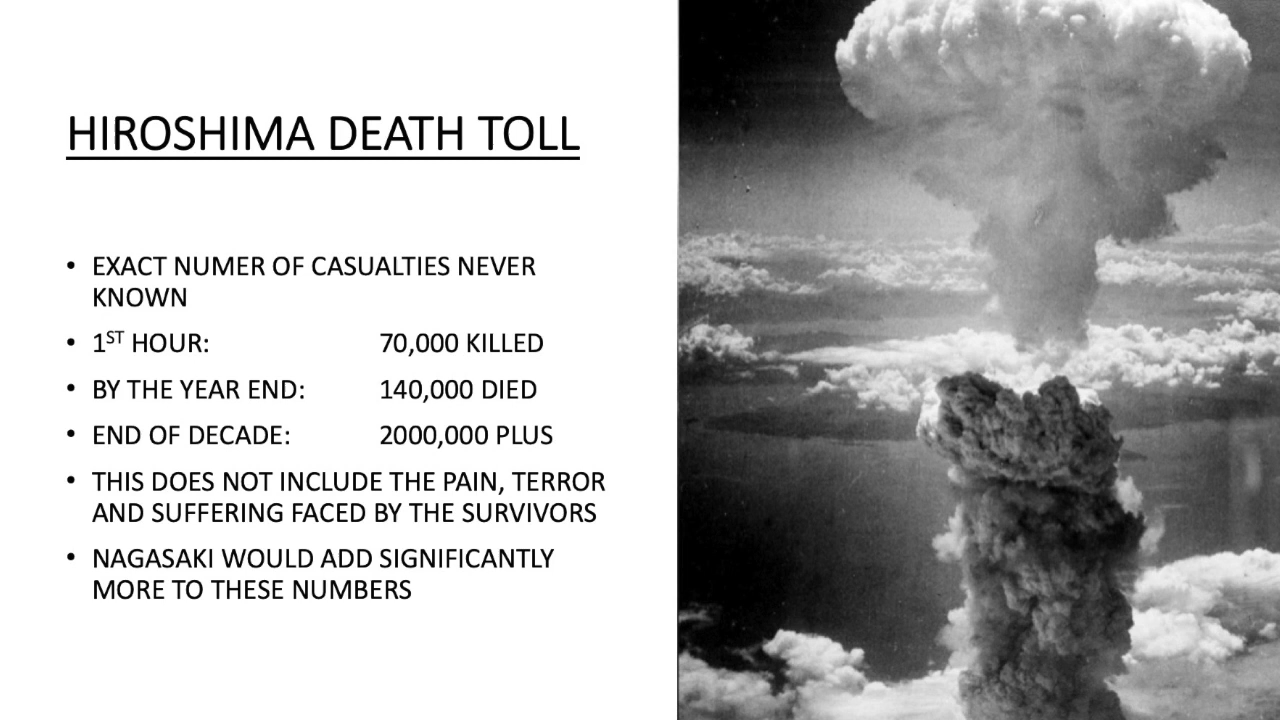 HIROSHIMA DEATH TOLL
• EXACT NUMER OF CASUALTIES NEVER
KNOWN
• 1ST HOUR: 70,000 KILLED
• BY THE YEAR END: 140,000 DIED
• END OF DECADE: 2000,000 PLUS
• THIS DOES NOT INCLUDE THE PAIN, TERROR
AND SUFFERING FACED BY THE SURVIVORS
• NAGASAKI WOULD ADD SIGNIFICANTLY
MORE TO THESE NUMBERS